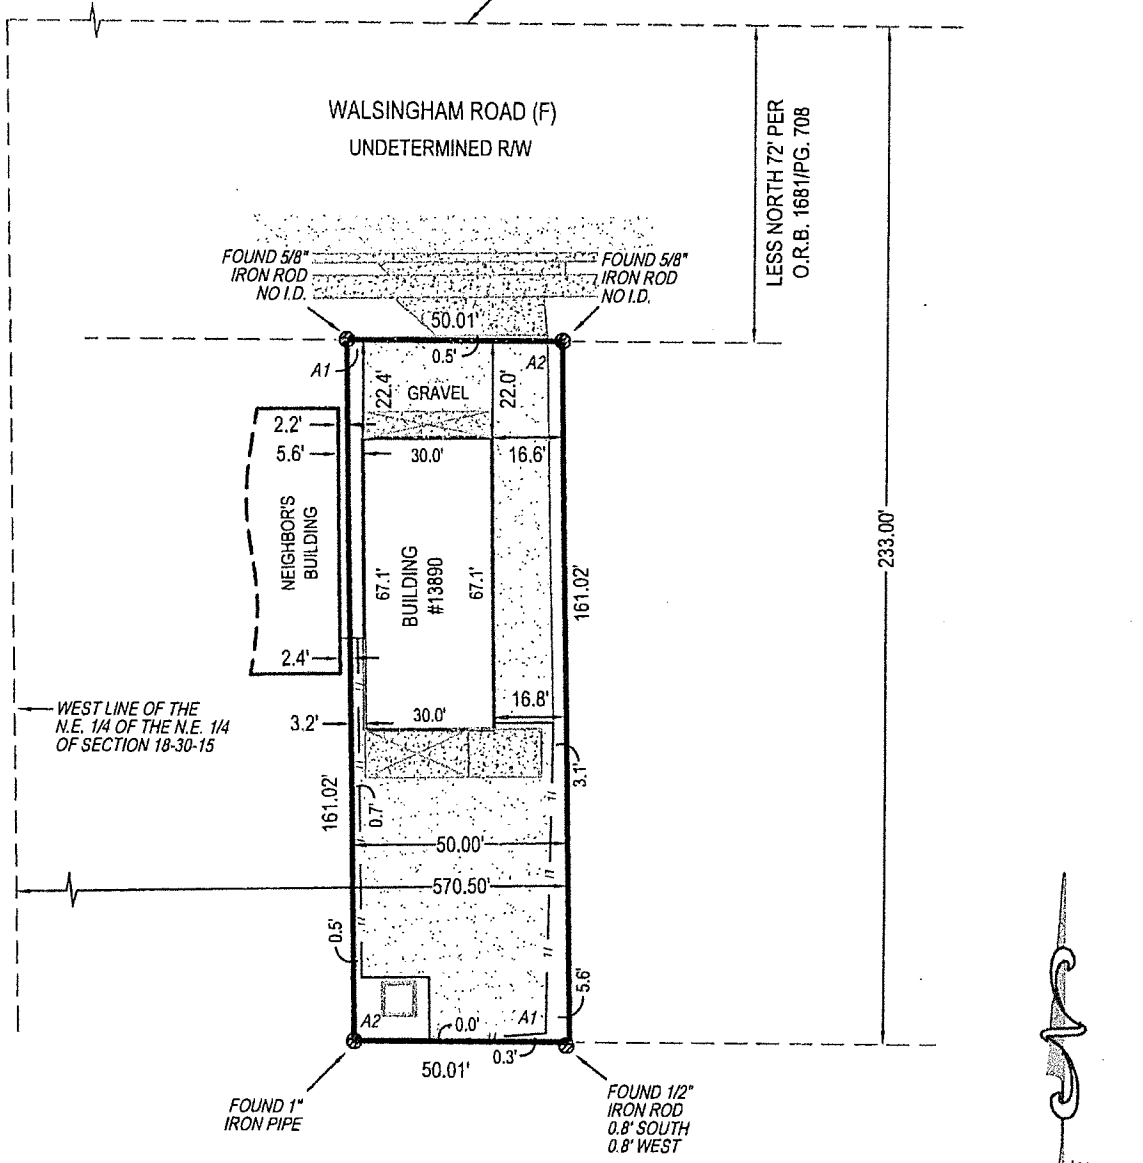 WALSINGHAM ROAD (F)
UNDETERMINED R/W
LESS NORTH 72' PER
O.R.B. 1681/PG. 708
FOUND 5/8"
IRON ROD
NO I.D.
FOUND 5/8"
IRON ROD
NO I.D.
50.01'
0.5'
A1
A2
22.4'
GRAVEL
22.0'
2.2'
5.6'
30.0'
16.6'
NEIGHBOR'S
BUILDING
67.1'
BUILDING
#13890
67.1'
161.02'
233.00'
2.4'
WEST LINE OF THE
N.E. 1/4 OF THE N.E. 1/4
OF SECTION 18-30-15
3.2'
30.0'
16.8'
3.1'
161.02'
0.7'
50.00'
570.50'
0.5'
5.6'
A2
0.0'
A1
0.3'
50.01'
FOUND 1"
IRON PIPE
FOUND 1/2"
IRON ROD
0.8' SOUTH
0.8' WEST